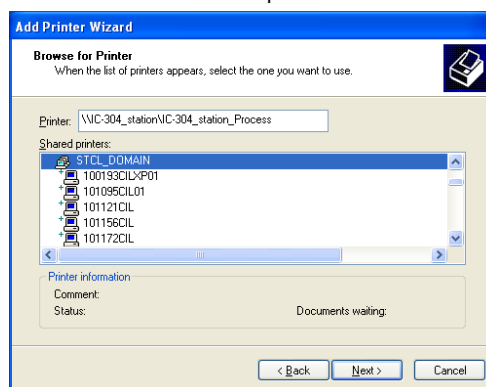 Add Printer Wizard
Browse for Printer
When the list of printers appears, select the one you want to use.
Printer: \\IC-304_station\IC-304_station_Process
Shared printers:
STCL_DOMAIN
100193CILXP01
101095CIL01
101121CIL
101156CIL
101172CIL
Printer information
Comment:
Status: Documents waiting:
< Back Next > Cancel